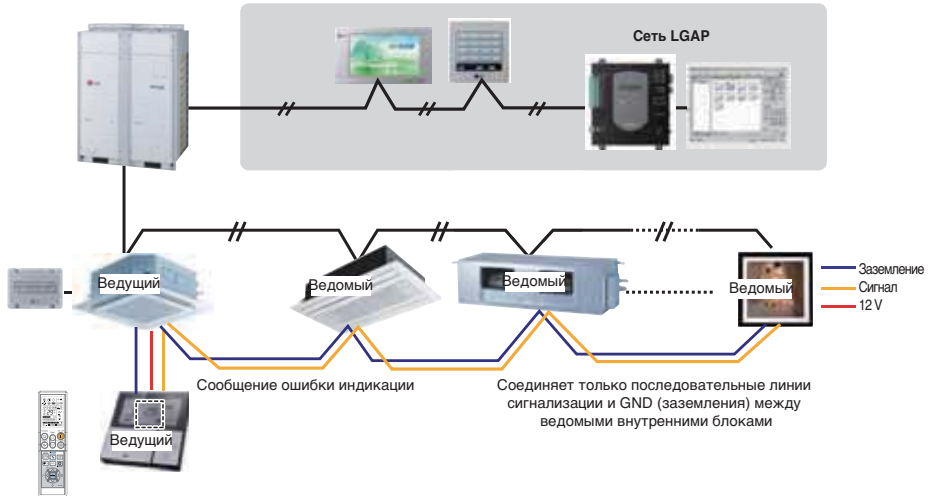 Сеть LGAP
Ведущий
Ведомый
Ведомый
Ведомый
Заземление
Сигнал
12 V
Сообщение ошибки индикации
Соединяет только последовательные линии
сигнализации и GND (заземления) между
ведомыми внутренними блоками
Ведущий